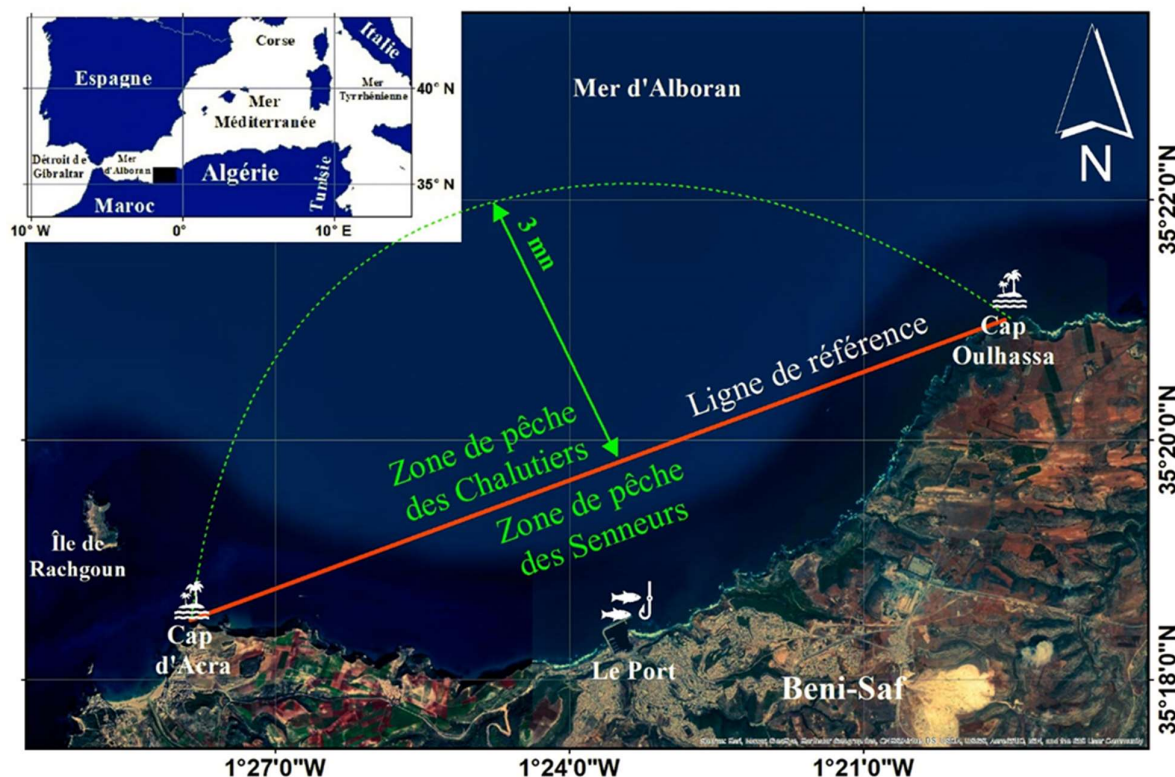 Corse
Italie
Espagne
Mer
Tyrrhénienne
40° N
Mer
Méditerranée
Détroit de
Gibraltar
Mer
d'Alboran
Algérie
Tunisie
35° N
Maroc
10° W
0°
10° E
Mer d'Alboran
N
35°22'0"N
3 mn
Cap
Oulhassa
Ligne de référence
Zone de pêche
des Chalutiers
35°20'0"N
Zone de pêche
des Senneurs
Île de
Rachgoun
Cap
d'Acra
Le Port
Beni-Saf
35°18'0"N
1°27'0"W
1°24'0"W
1°21'0"W